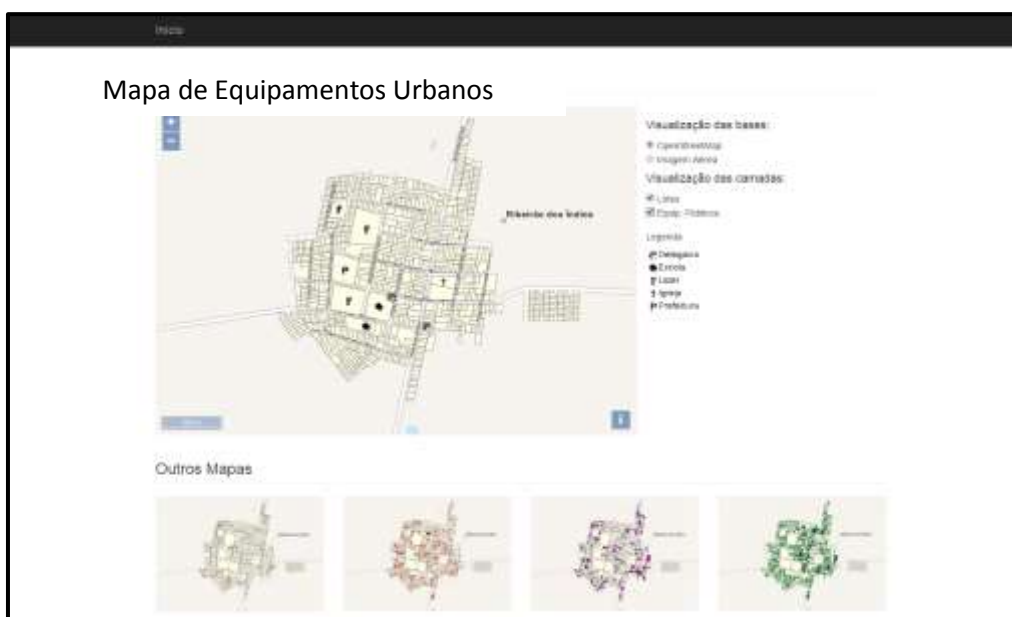 Início
Mapa de Equipamentos Urbanos
Visualização das bases:
OpenStreetMap
Imagem Aérea
Visualização das camadas:
Lotes
Equip. Públicos
Ribeirão dos Índios
Legenda
Delegacia
Escola
Lazer
Igreja
Prefeitura
Outros Mapas